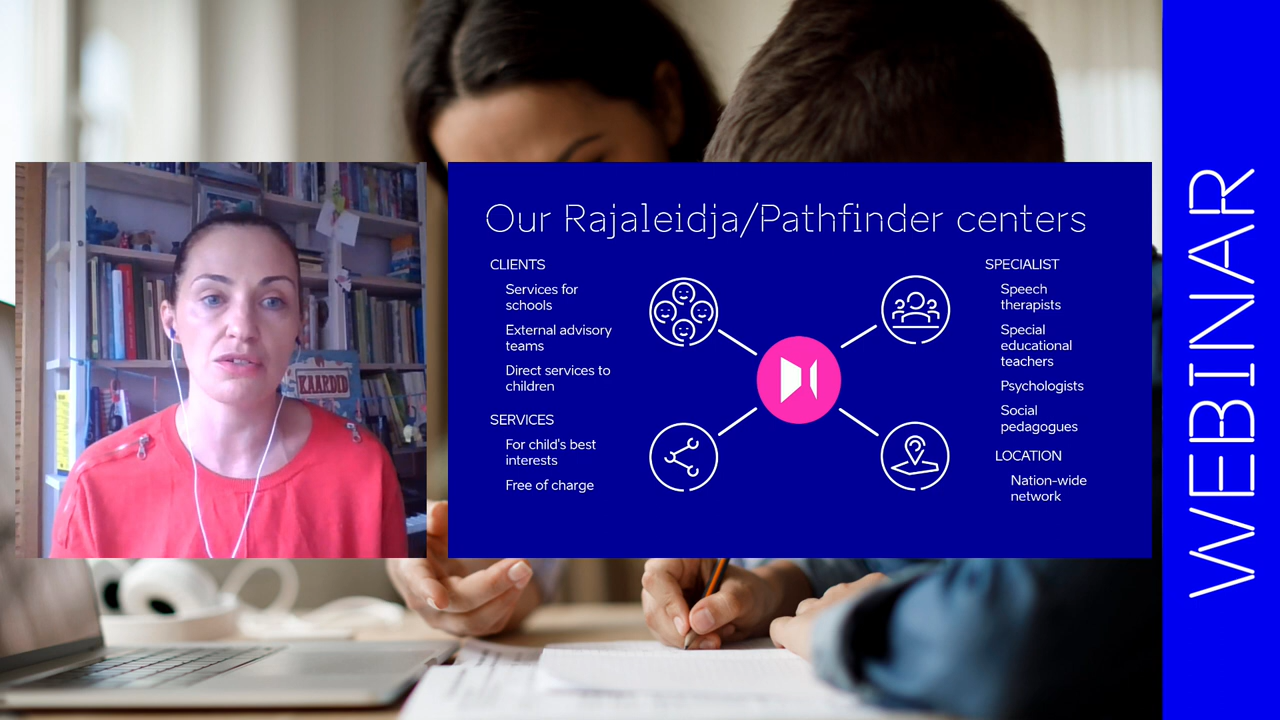 Our Rajaleidja/Pathfinder centers
CLIENTS
Services for
schools
External advisory
teams
Direct services to
children
SERVICES
For child's best
interests
Free of charge
SPECIALIST
Speech
therapists
Special
educational
teachers
Psychologists
Social
pedagogues
LOCATION
Nation-wide
network
KAARDID
WEBINAR